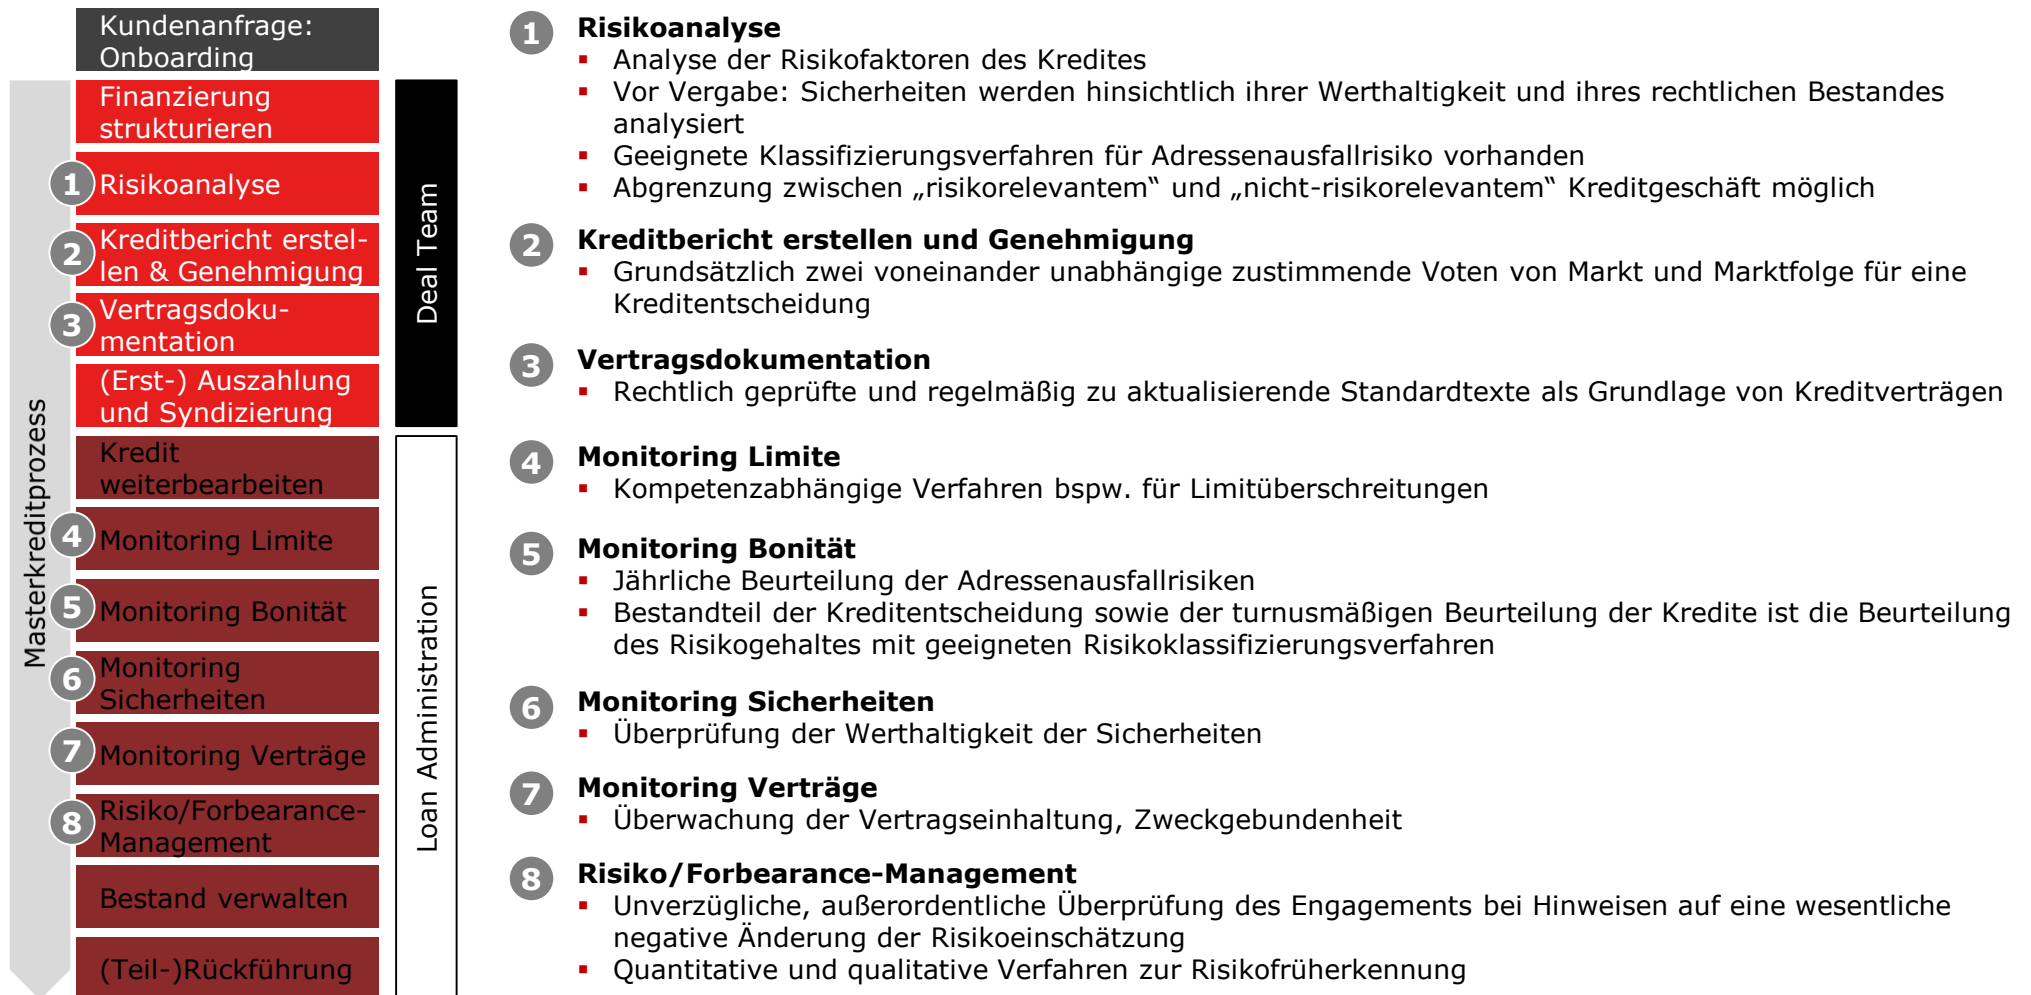 Kundenanfrage:
Onboarding
Masterkreditprozess
Finanzierung
strukturieren
1 Risikoanalyse
2 Kreditbericht erstel-
len & Genehmigung
3 Vertragsdoku-
mentation
(Erst-) Auszahlung
und Syndizierung
Kredit
weiterbearbeiten
4 Monitoring Limite
5 Monitoring Bonität
6 Monitoring
Sicherheiten
7 Monitoring Verträge
8 Risiko/Forbearance-
Management
Bestand verwalten
(Teil-)Rückführung
Deal Team
Loan Administration
1 Risikoanalyse
▪ Analyse der Risikofaktoren des Kredites
▪ Vor Vergabe: Sicherheiten werden hinsichtlich ihrer Werthaltigkeit und ihres rechtlichen Bestandes
analysiert
▪ Geeignete Klassifizierungsverfahren für Adressenausfallrisiko vorhanden
▪ Abgrenzung zwischen „risikorelevantem“ und „nicht-risikorelevantem“ Kreditgeschäft möglich
2 Kreditbericht erstellen und Genehmigung
▪ Grundsätzlich zwei voneinander unabhängige zustimmende Voten von Markt und Marktfolge für eine
Kreditentscheidung
3 Vertragsdokumentation
▪ Rechtlich geprüfte und regelmäßig zu aktualisierende Standardtexte als Grundlage von Kreditverträgen
4 Monitoring Limite
▪ Kompetenzabhängige Verfahren bspw. für Limitüberschreitungen
5 Monitoring Bonität
▪ Jährliche Beurteilung der Adressenausfallrisiken
▪ Bestandteil der Kreditentscheidung sowie der turnusmäßigen Beurteilung der Kredite ist die Beurteilung
des Risikogehaltes mit geeigneten Risikoklassifizierungsverfahren
6 Monitoring Sicherheiten
▪ Überprüfung der Werthaltigkeit der Sicherheiten
7 Monitoring Verträge
▪ Überwachung der Vertragseinhaltung, Zweckgebundenheit
8 Risiko/Forbearance-Management
▪ Unverzügliche, außerordentliche Überprüfung des Engagements bei Hinweisen auf eine wesentliche
negative Änderung der Risikoeinschätzung
▪ Quantitative und qualitative Verfahren zur Risikofrüherkennung